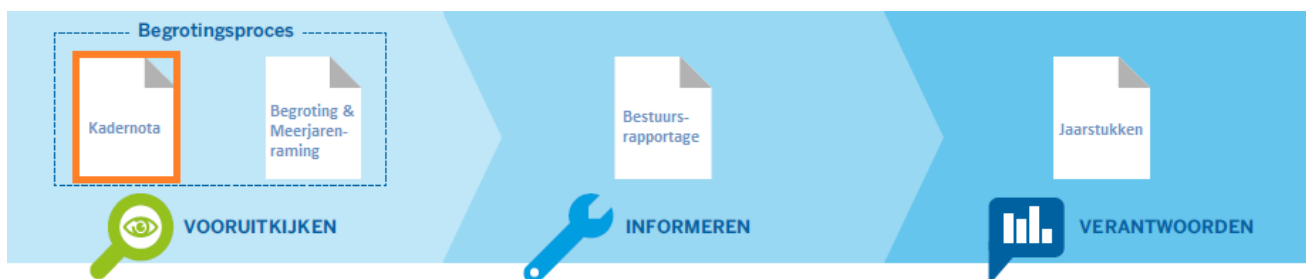 Begrotingsproces
Kadernota
Begroting &
Meerjaren-
raming
Bestuurs-
rapportage
Jaarstukken
VOORUITKIJKEN
INFORMEREN
VERANTWOORDEN